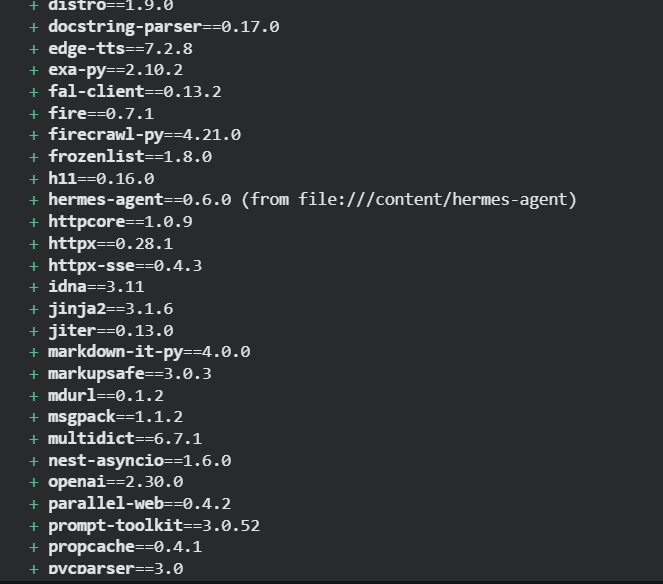 + distro==1.9.0
+ docstring-parser==0.17.0
+ edge-tts==7.2.8
+ exa-py==2.10.2
+ fal-client==0.13.2
+ fire==0.7.1
+ firecrawl-py==4.21.0
+ frozenlist==1.8.0
+ h11==0.16.0
+ hermes-agent==0.6.0 (from file:///content/hermes-agent)
+ httpcore==1.0.9
+ httpx==0.28.1
+ httpx-sse==0.4.3
+ idna==3.11
+ jinja2==3.1.6
+ jiter==0.13.0
+ markdown-it-py==4.0.0
+ markupsafe==3.0.3
+ mdurl==0.1.2
+ msgpack==1.1.2
+ multidict==6.7.1
+ nest-asyncio==1.6.0
+ openai==2.30.0
+ parallel-web==0.4.2
+ prompt-toolkit==3.0.52
+ propcache==0.4.1
+ pycparser==3.0